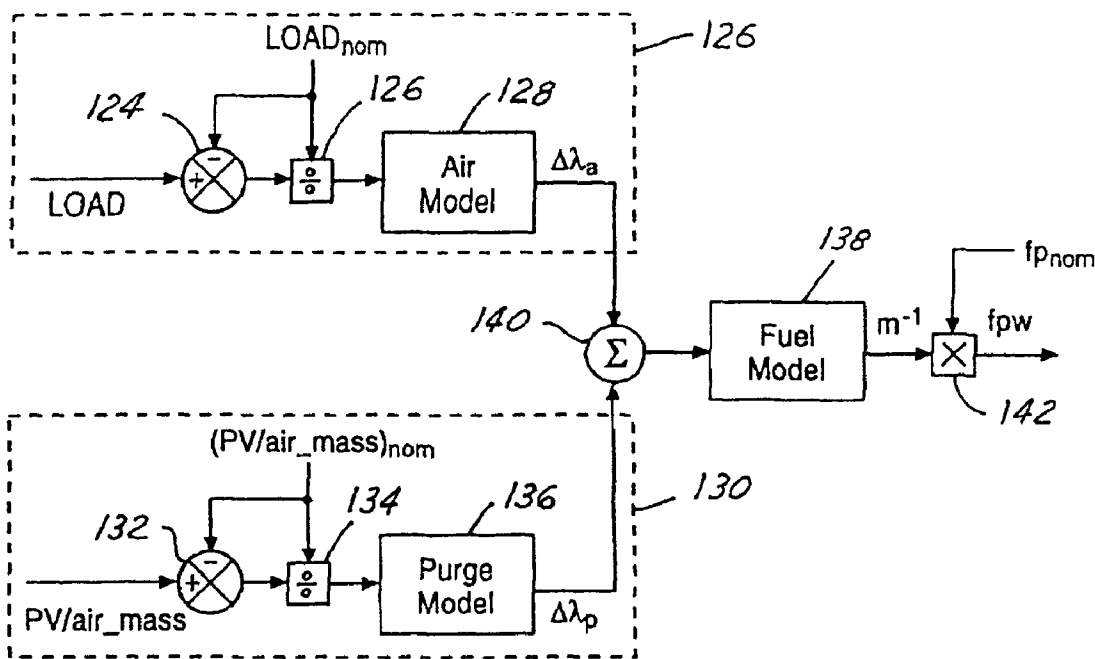 LOADnom
126
124
126
128
Air
Model
Δλa
+
−
÷
LOAD
138
fpnom
140
Σ
Fuel
Model
m-1
×
fpw
142
(PV/air_mass)nom
130
132
134
136
Purge
Model
Δλp
+
−
÷
PV/air_mass